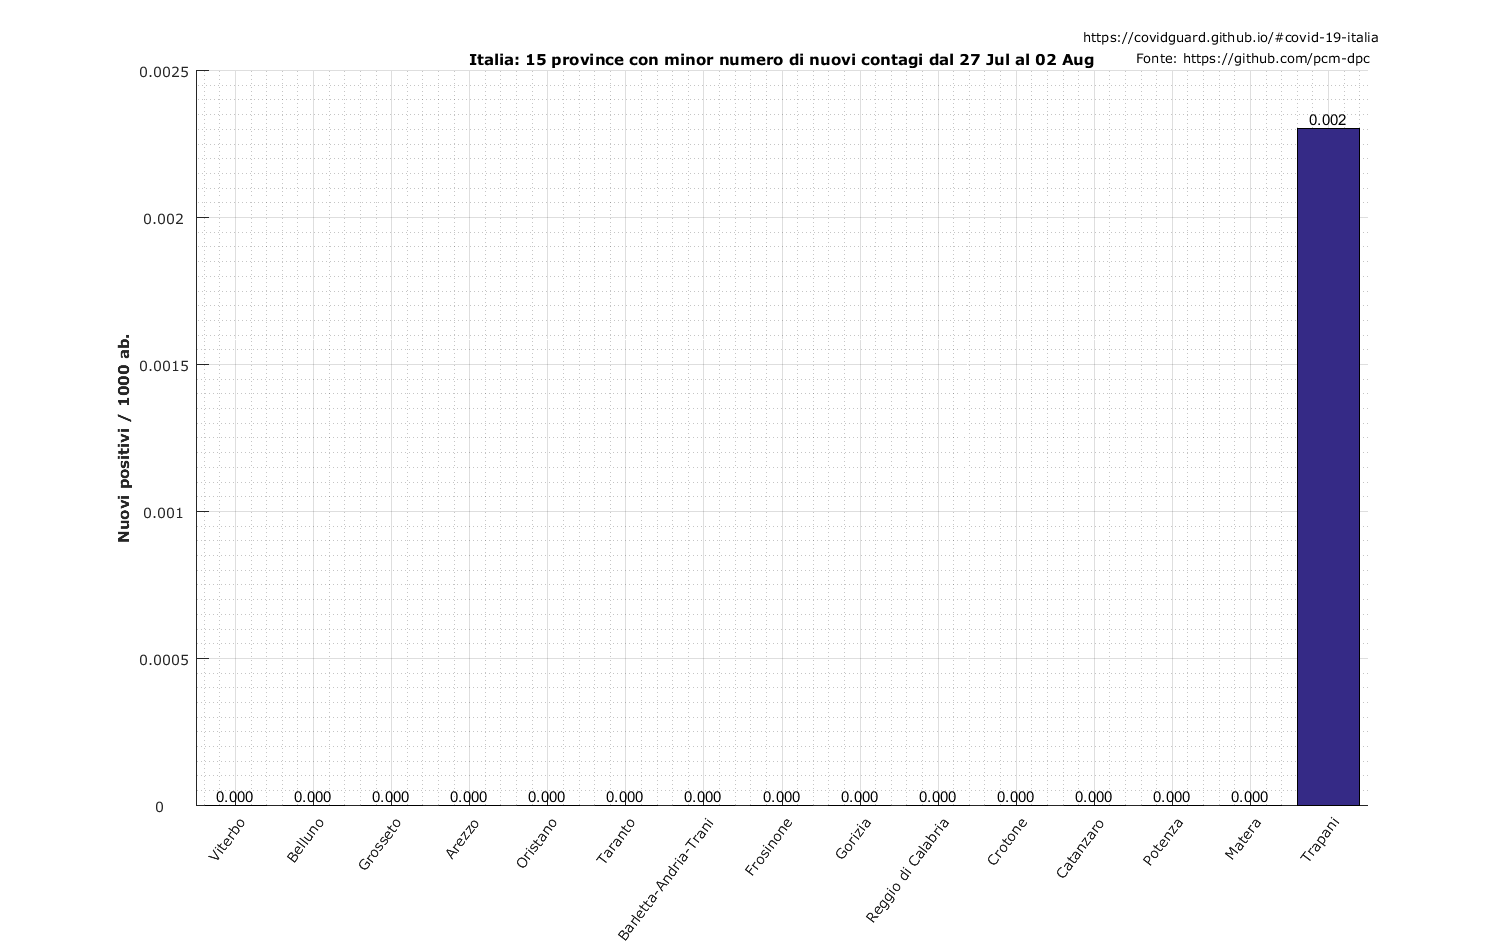 https://covidguard.github.io/#covid-19-italia
Italia: 15 province con minor numero di nuovi contagi dal 27 Jul al 02 Aug
Fonte: https://github.com/pcm-dpc
Nuovi positivi / 1000 ab.
0.0025
0.002
0.0015
0.001
0.0005
0
0.000
0.000
0.000
0.000
0.000
0.000
0.000
0.000
0.000
0.000
0.000
0.000
0.000
0.000
0.002
Viterbo
Belluno
Grosseto
Arezzo
Oristano
Taranto
Barletta-Andria-Trani
Frosinone
Gorizia
Reggio di Calabria
Crotone
Catanzaro
Potenza
Matera
Trapani